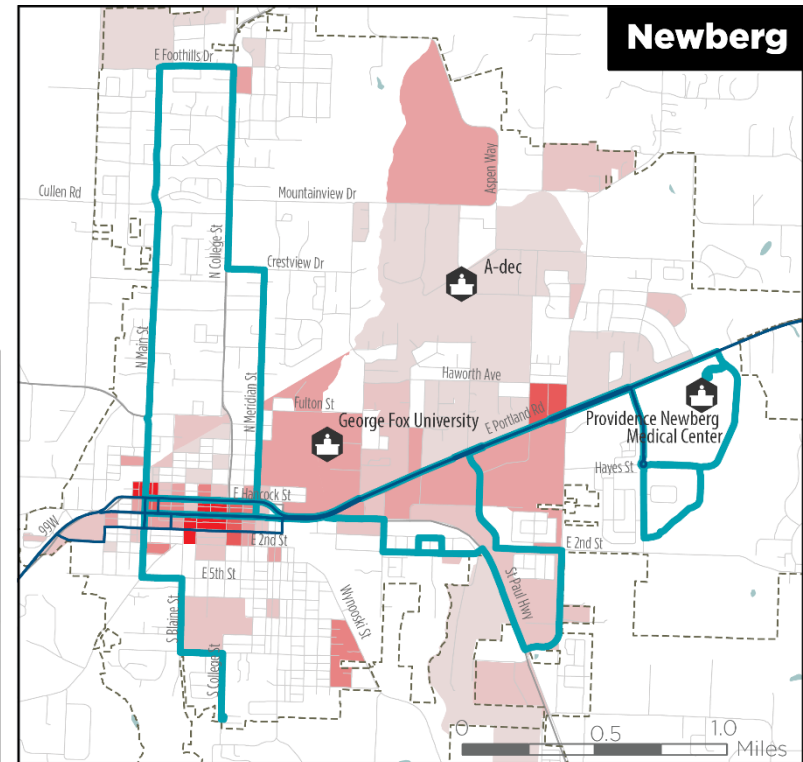 Newberg
E Foothills Dr
Aspen Way
Cullen Rd
Mountainview Dr
N College St
Crestview Dr
A-dec
N Main St
N Meridian St
Haworth Ave
Fulton St
George Fox University
E Portland Rd
Providence Newberg
Medical Center
Hayes St
E Hancock St
99W
E 2nd St
E 2nd St
E 5th St
Wynooski St
St Paul Hwy
S Blaine St
S College St
0 0.5 1.0
Miles